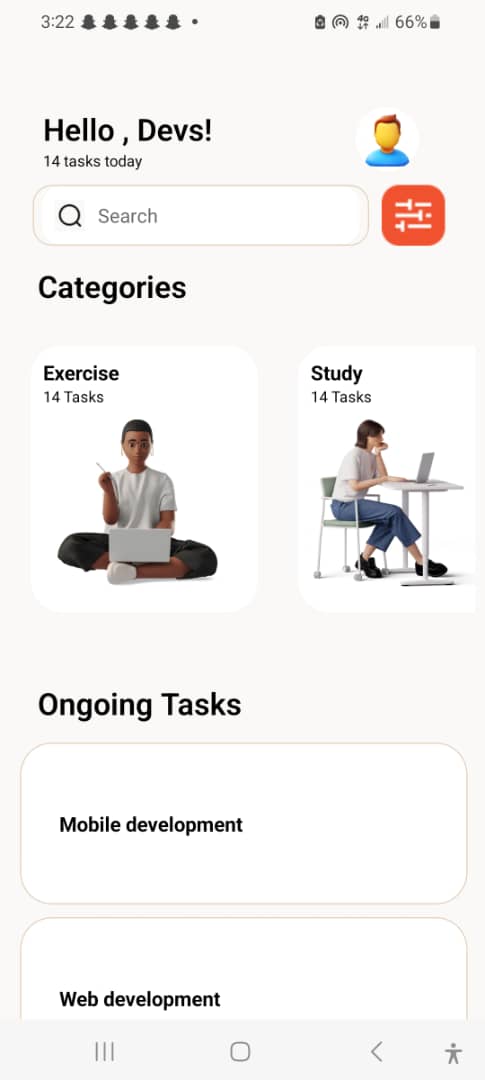 3:22
4G
66%
Hello , Devs!
14 tasks today
Search
Categories
Exercise
14 Tasks
Study
14 Tasks
Ongoing Tasks
Mobile development
Web development